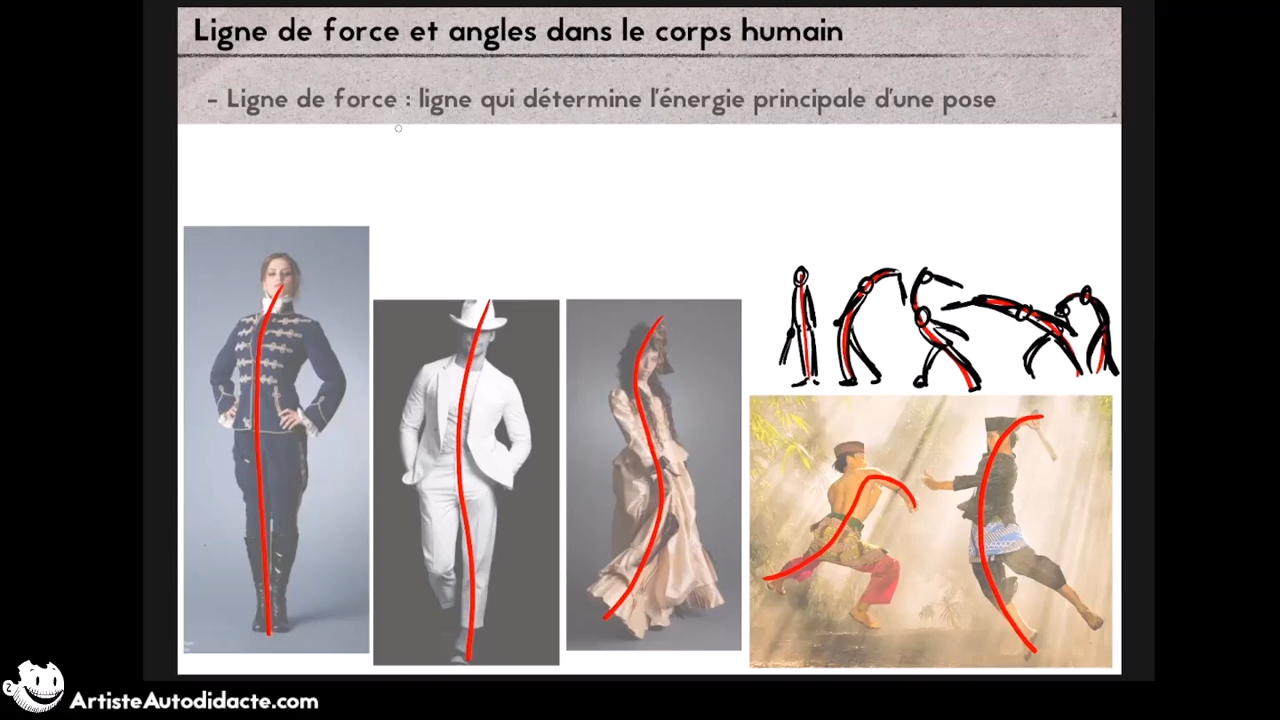 Ligne de force et angles dans le corps humain
- Ligne de force : ligne qui détermine l'énergie principale d'une pose
ArtisteAutodidacte.com